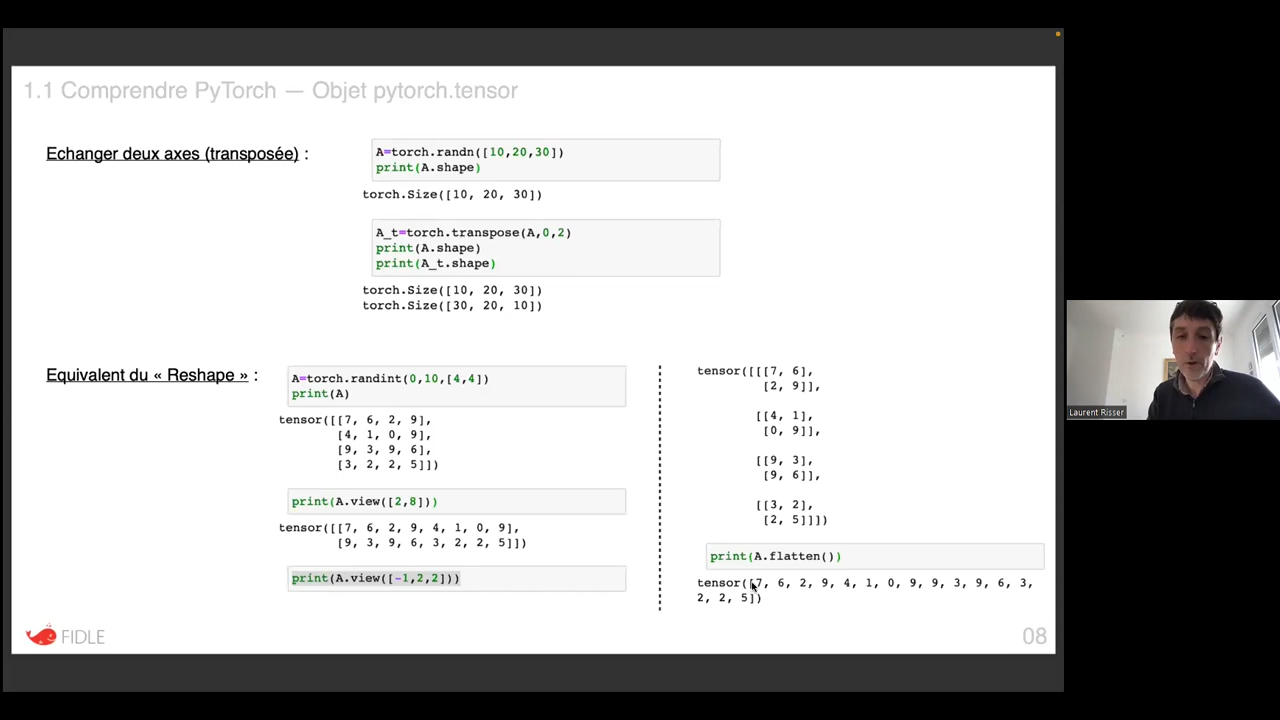 1.1 Comprendre PyTorch — Objet pytorch.tensor
Echanger deux axes (transposée) :
A=torch.randn([10,20,30])
print(A.shape)
torch.Size([10, 20, 30])
A_t=torch.transpose(A,0,2)
print(A.shape)
print(A_t.shape)
torch.Size([10, 20, 30])
torch.Size([30, 20, 10])
Equivalent du « Reshape » :
A=torch.randint(0,10,[4,4])
print(A)
tensor([[7, 6, 2, 9],
[4, 1, 0, 9],
[9, 3, 9, 6],
[3, 2, 2, 5]])
print(A.view([2,8]))
tensor([[7, 6, 2, 9, 4, 1, 0, 9],
[9, 3, 9, 6, 3, 2, 2, 5]])
print(A.view([-1,2,2]))
tensor([[[7, 6],
[2, 9]],
[[4, 1],
[0, 9]],
[[9, 3],
[9, 6]],
[[3, 2],
[2, 5]]])
print(A.flatten())
tensor([7, 6, 2, 9, 4, 1, 0, 9, 9, 3, 9, 6, 3,
2, 2, 5])
FIDLE
08
Laurent Risser